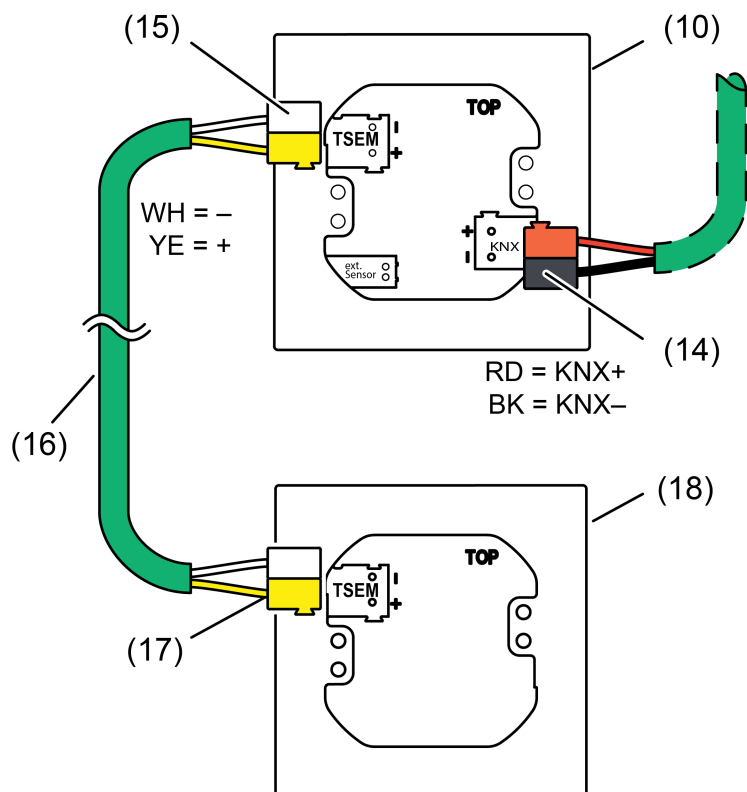 (15)
(10)
TOP
TSEM
-
+
WH = –
YE = +
+
-
KNX
ext.
Sensor
(14)
RD = KNX+
BK = KNX–
(16)
(18)
TOP
TSEM
-
+
(17)